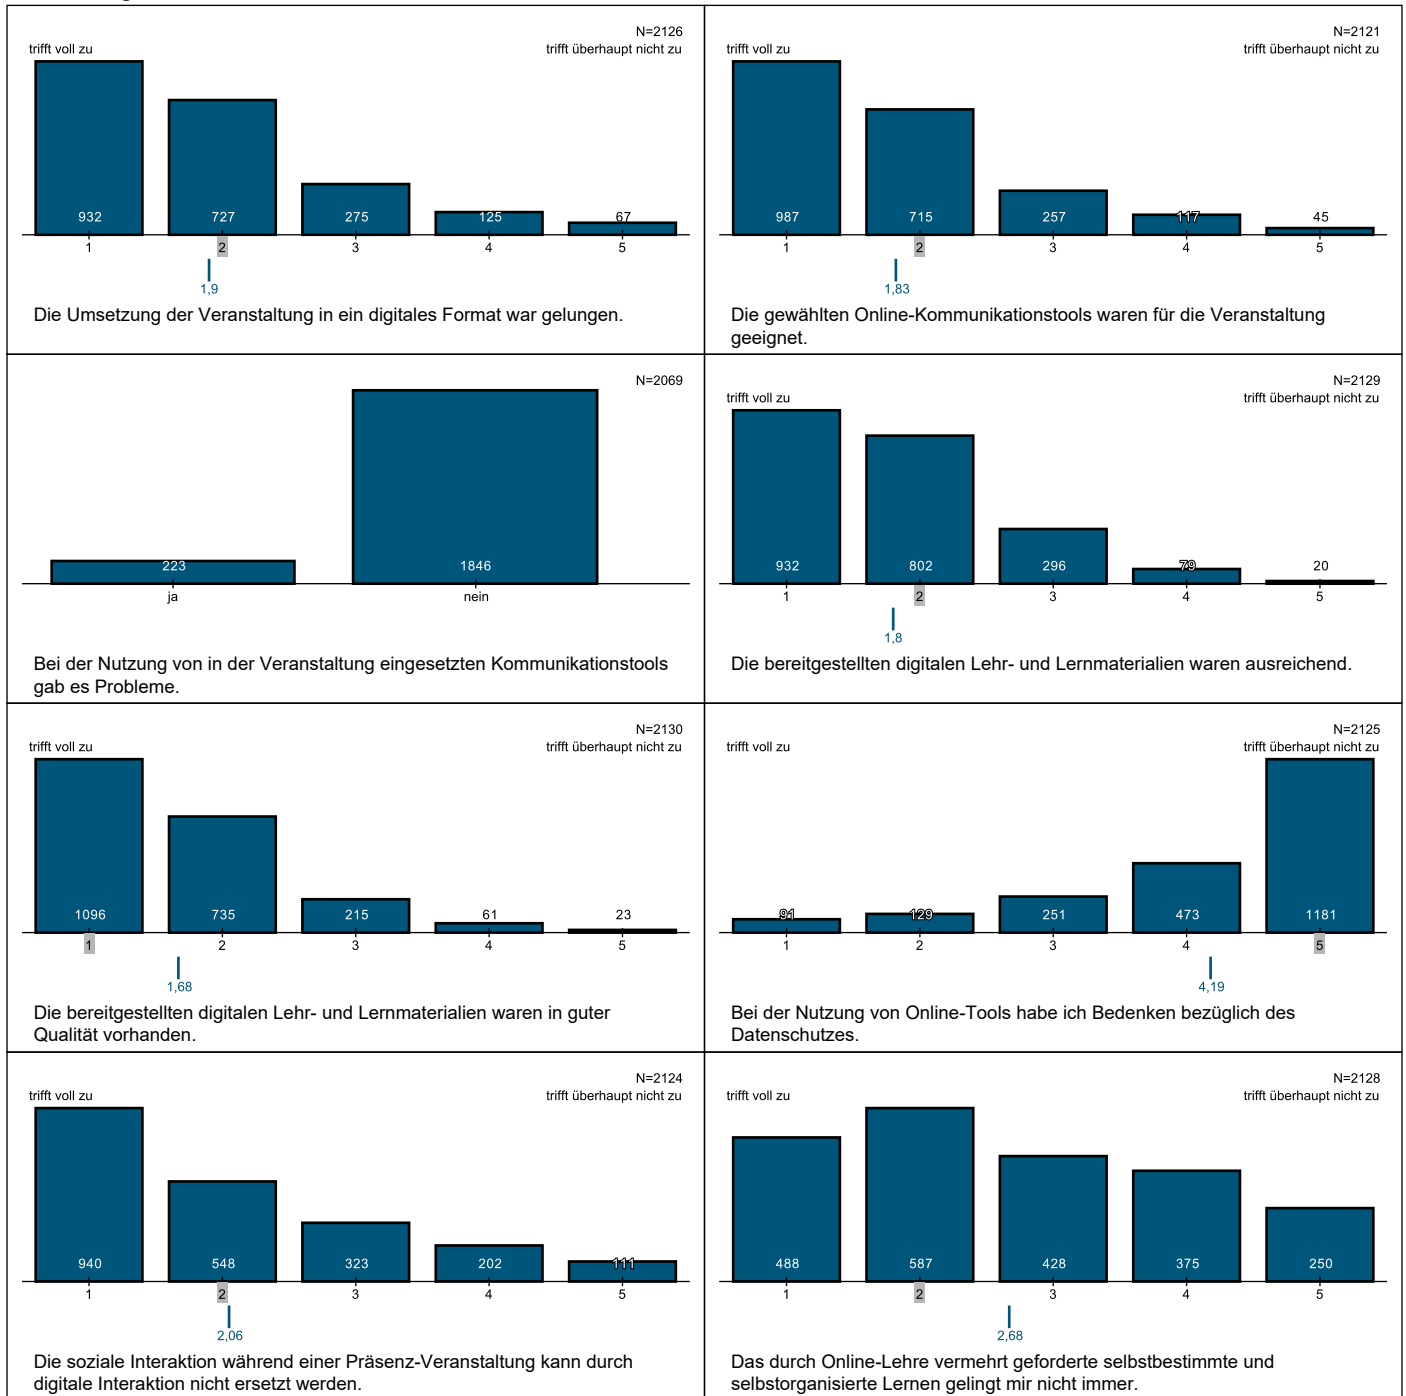 N=2126
trifft voll zu trifft überhaupt nicht zu
932 727 275 125 67
1 2 3 4 5
1,9
Die Umsetzung der Veranstaltung in ein digitales Format war gelungen.
N=2121
trifft voll zu trifft überhaupt nicht zu
987 715 257 117 45
1 2 3 4 5
1,83
Die gewählten Online-Kommunikationstools waren für die Veranstaltung
geeignet.
N=2069
223 1846
ja nein
Bei der Nutzung von in der Veranstaltung eingesetzten Kommunikationstools
gab es Probleme.
N=2129
trifft voll zu trifft überhaupt nicht zu
932 802 296 79 20
1 2 3 4 5
1,8
Die bereitgestellten digitalen Lehr- und Lernmaterialien waren ausreichend.
N=2130
trifft voll zu trifft überhaupt nicht zu
1096 735 215 61 23
1 2 3 4 5
1,68
Die bereitgestellten digitalen Lehr- und Lernmaterialien waren in guter
Qualität vorhanden.
N=2125
trifft voll zu trifft überhaupt nicht zu
91 129 251 473 1181
1 2 3 4 5
4,19
Bei der Nutzung von Online-Tools habe ich Bedenken bezüglich des
Datenschutzes.
N=2124
trifft voll zu trifft überhaupt nicht zu
940 548 323 202 111
1 2 3 4 5
2,06
Die soziale Interaktion während einer Präsenz-Veranstaltung kann durch
digitale Interaktion nicht ersetzt werden.
N=2128
trifft voll zu trifft überhaupt nicht zu
488 587 428 375 250
1 2 3 4 5
2,68
Das durch Online-Lehre vermehrt geforderte selbstbestimmte und
selbstorganisierte Lernen gelingt mir nicht immer.